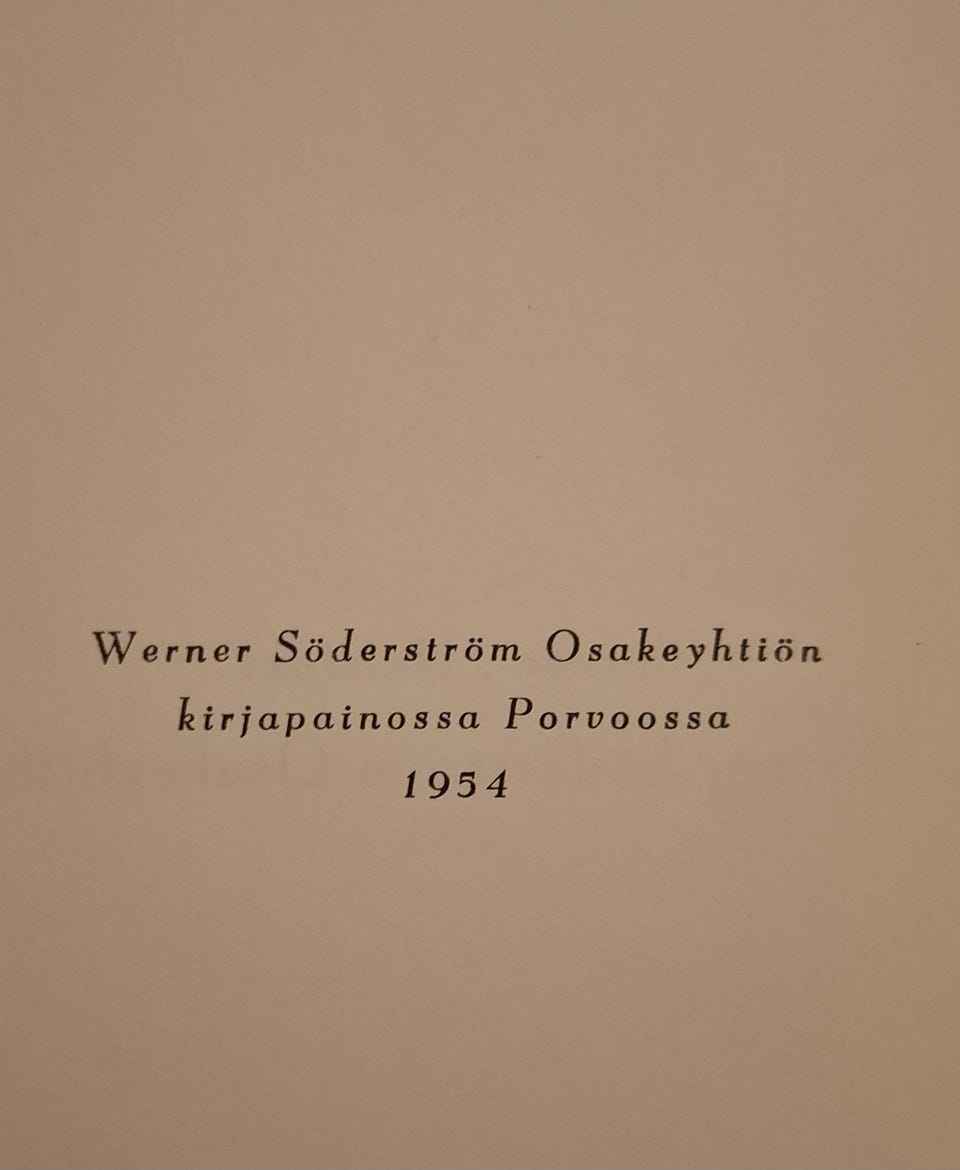 Werner Söderström Osakeyhtiön
kirjapainossa Porvoossa
1954